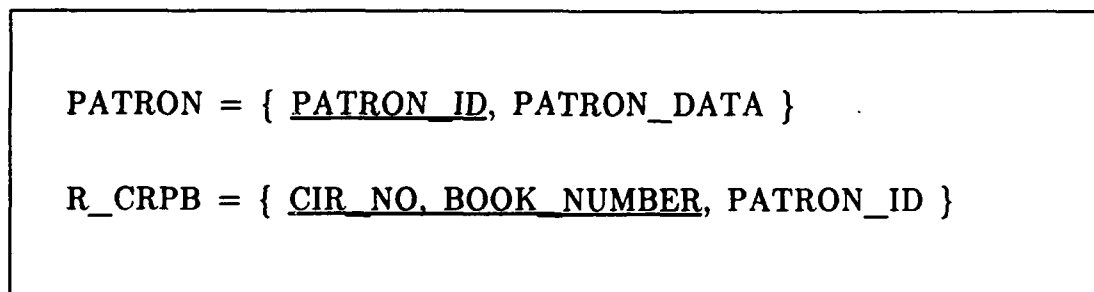 PATRON = { PATRON_ID, PATRON_DATA }
R_CRPB = { CIR_NO, BOOK_NUMBER, PATRON_ID }